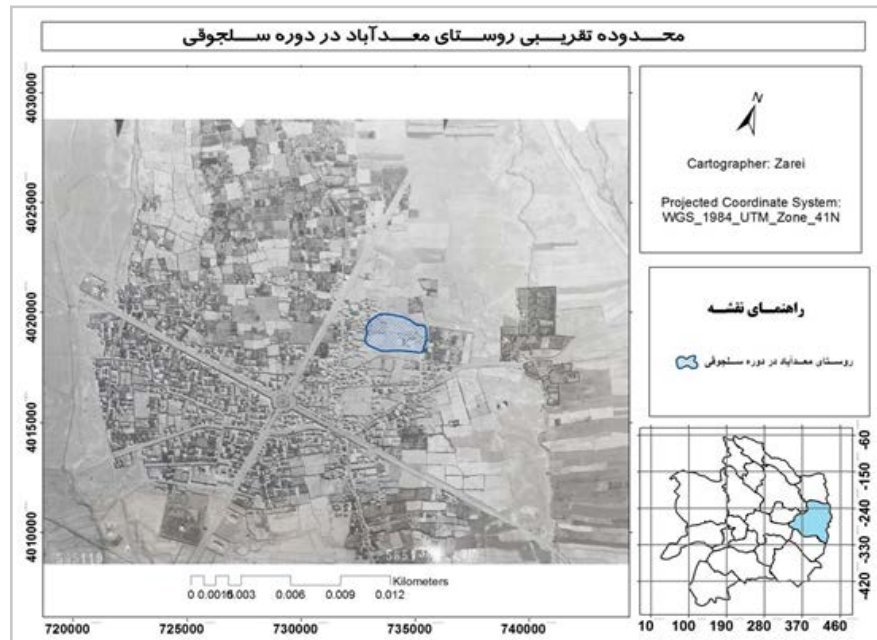 محدوده تقریبی روستای معدآباد در دوره سلجوقی
4030000
4025000
4020000
4015000
4010000
720000 725000 730000 735000 740000
Kilometers
0 0.003 0.006 0.009 0.012
N
Cartographer: Zarei
Projected Coordinate System:
WGS_1984_UTM_Zone_41N
راهنمای نقشه
روستای معدآباد در دوره سلجوقی
-60
-150
-240
-330
-420
10 100 190 280 370 460